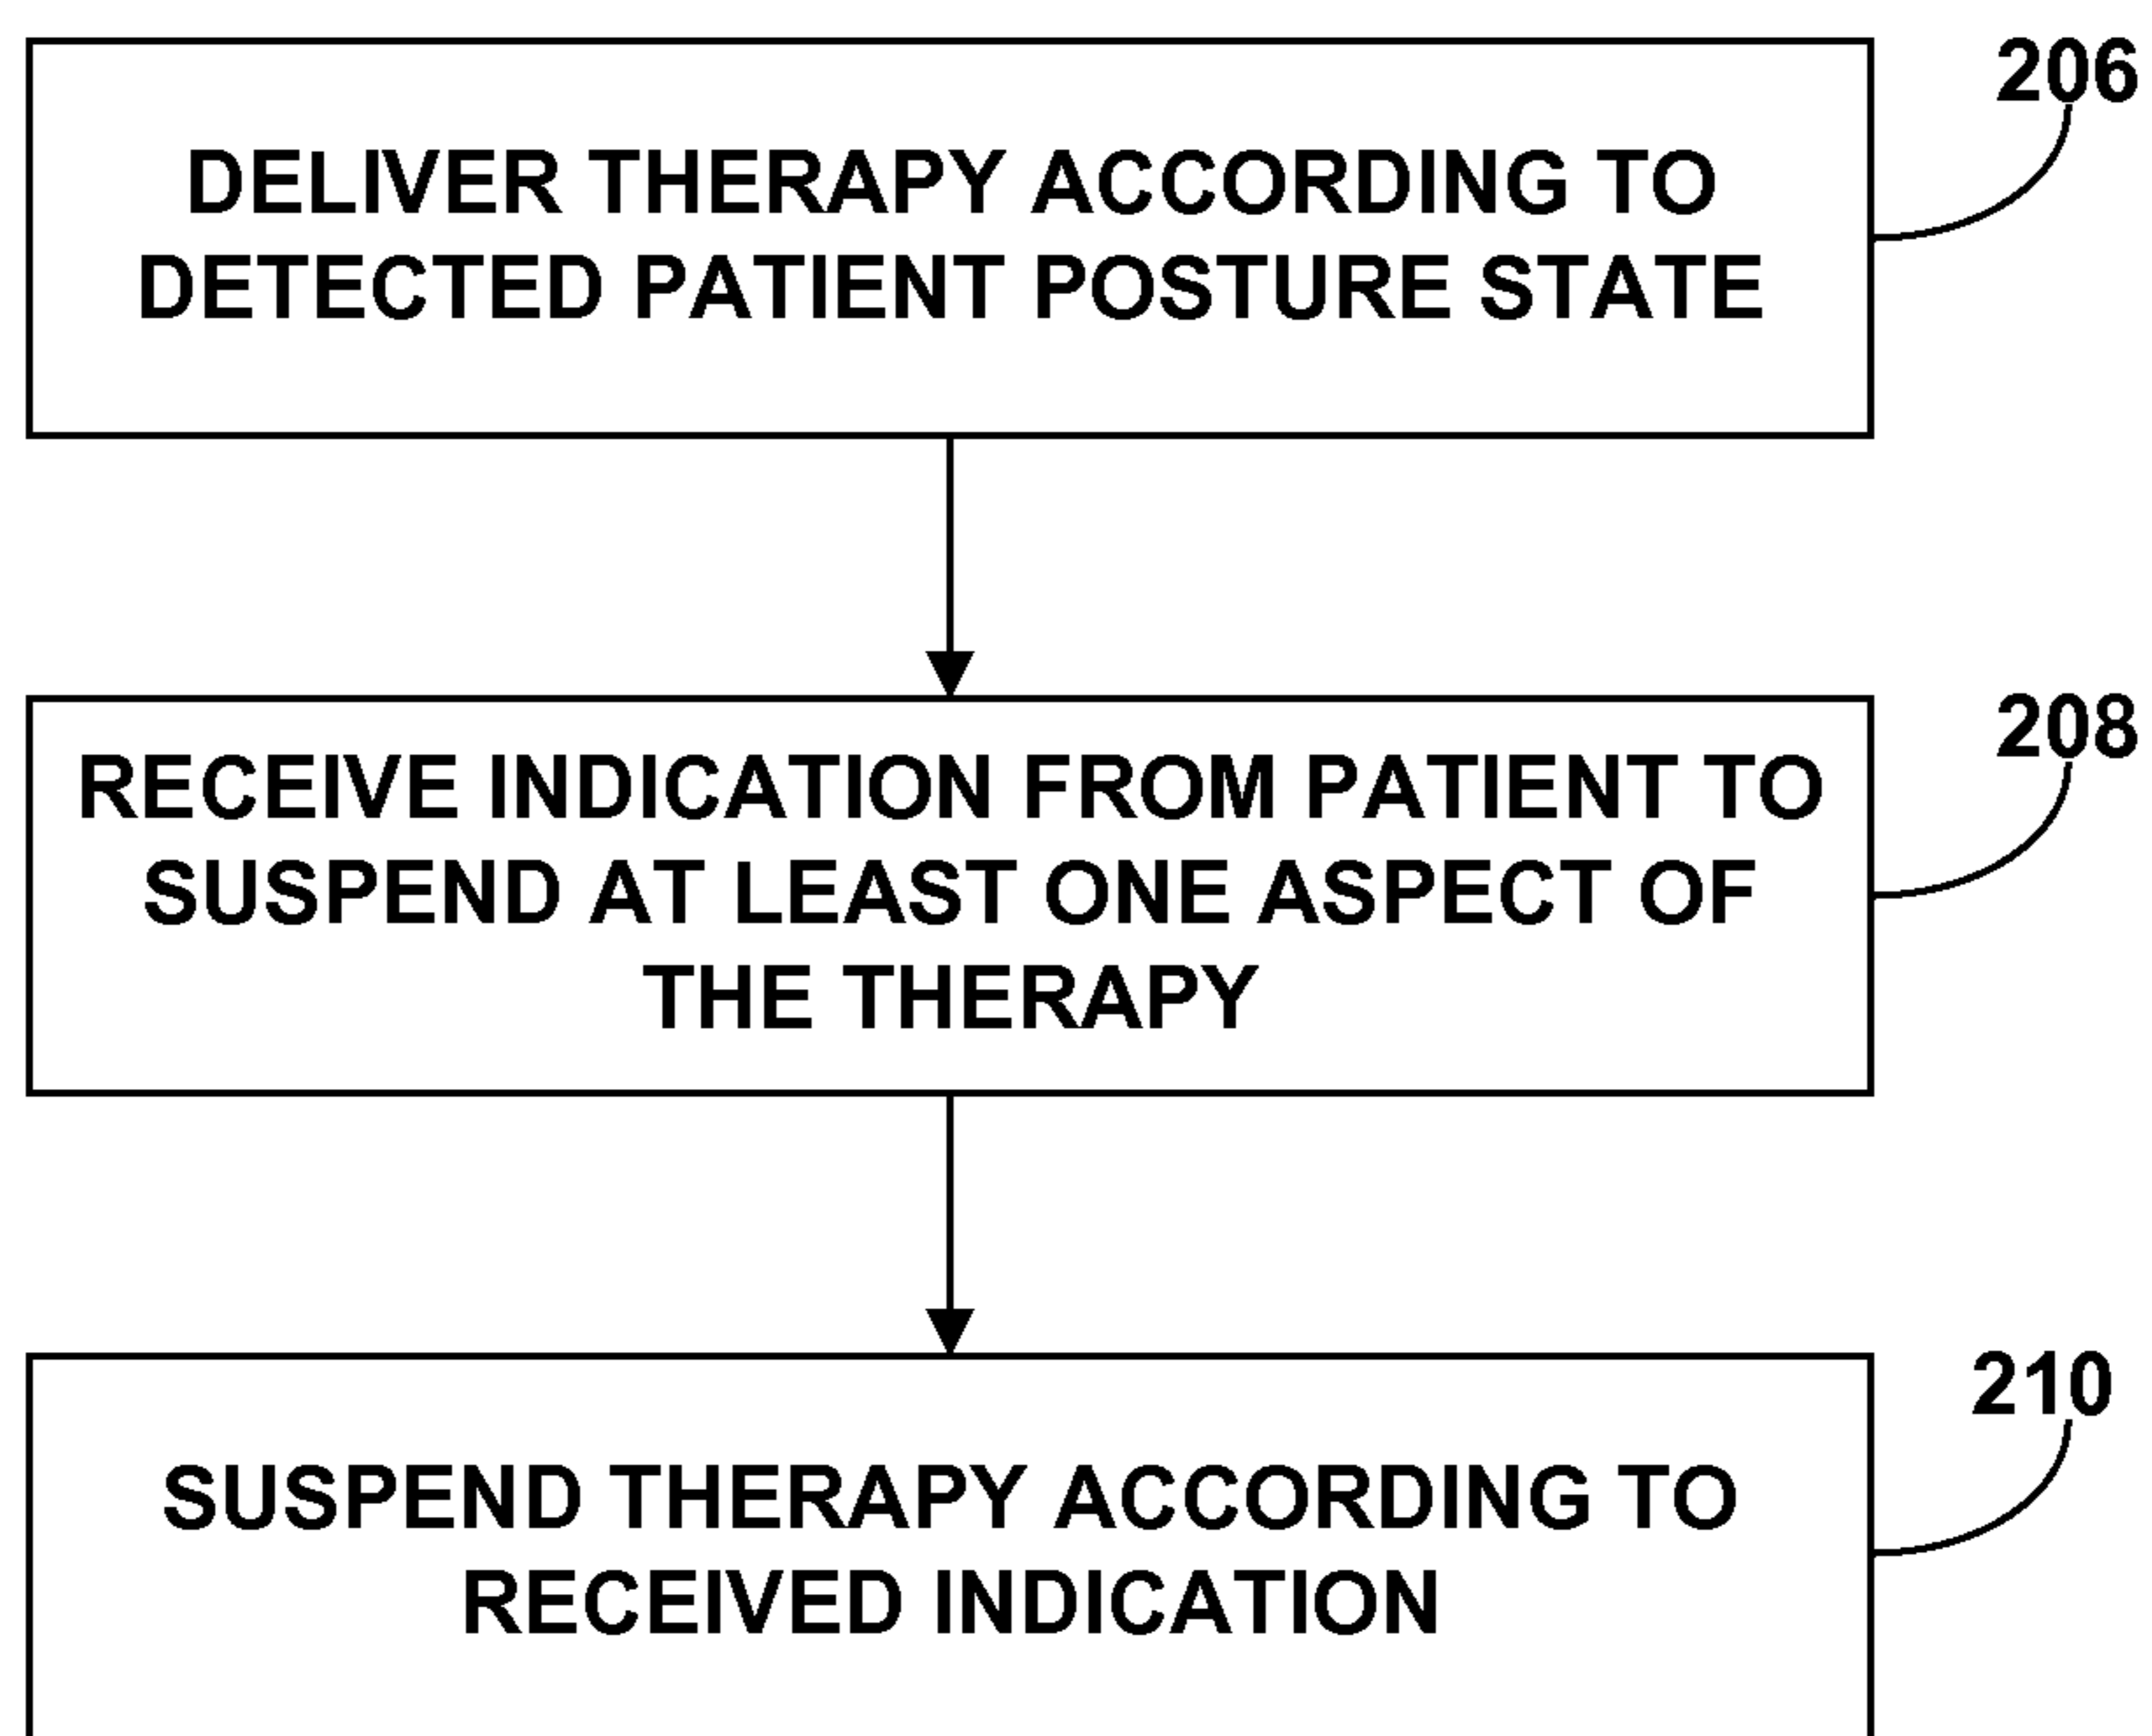 206
DELIVER THERAPY ACCORDING TO
DETECTED PATIENT POSTURE STATE
208
RECEIVE INDICATION FROM PATIENT TO
SUSPEND AT LEAST ONE ASPECT OF
THE THERAPY
210
SUSPEND THERAPY ACCORDING TO
RECEIVED INDICATION